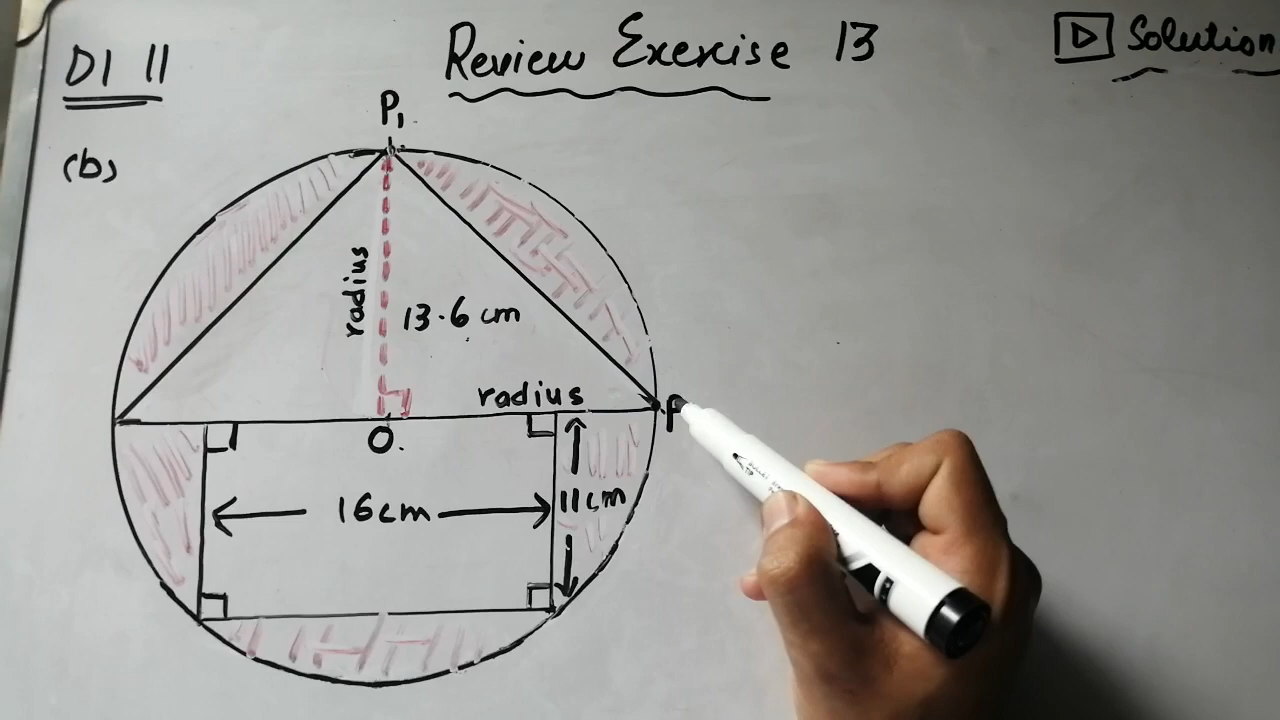 D1 11
Review Exercise 13
Solution
(b)
P₁
radius
13.6 cm
radius
P
O.
16cm
11cm